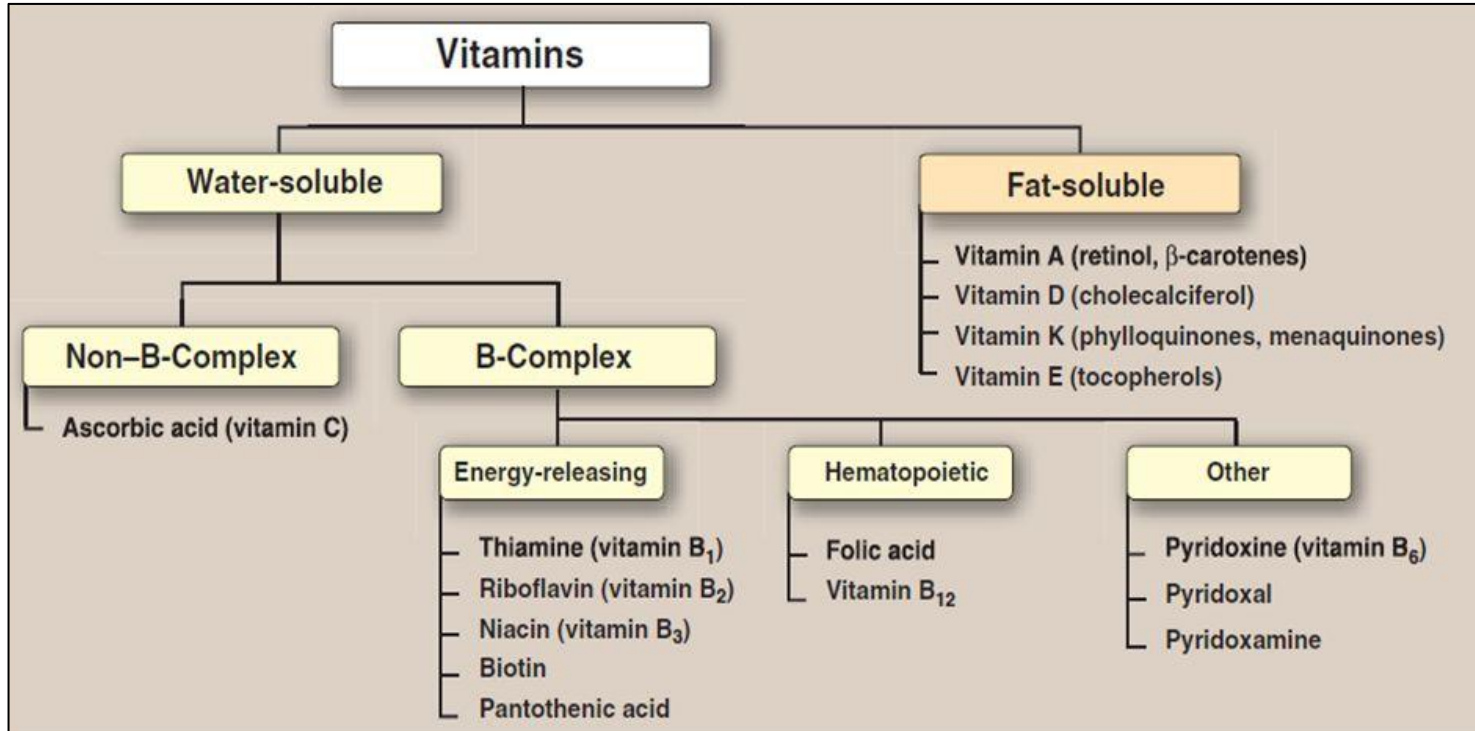 Vitamins
Water-soluble
Fat-soluble
Vitamin A (retinol, β-carotenes)
Vitamin D (cholecalciferol)
Vitamin K (phylloquinones, menaquinones)
Vitamin E (tocopherols)
Non–B-Complex
B-Complex
Ascorbic acid (vitamin C)
Energy-releasing
Hematopoietic
Other
Thiamine (vitamin B₁)
Riboflavin (vitamin B₂)
Niacin (vitamin B₃)
Biotin
Pantothenic acid
Folic acid
Vitamin B₁₂
Pyridoxine (vitamin B₆)
Pyridoxal
Pyridoxamine